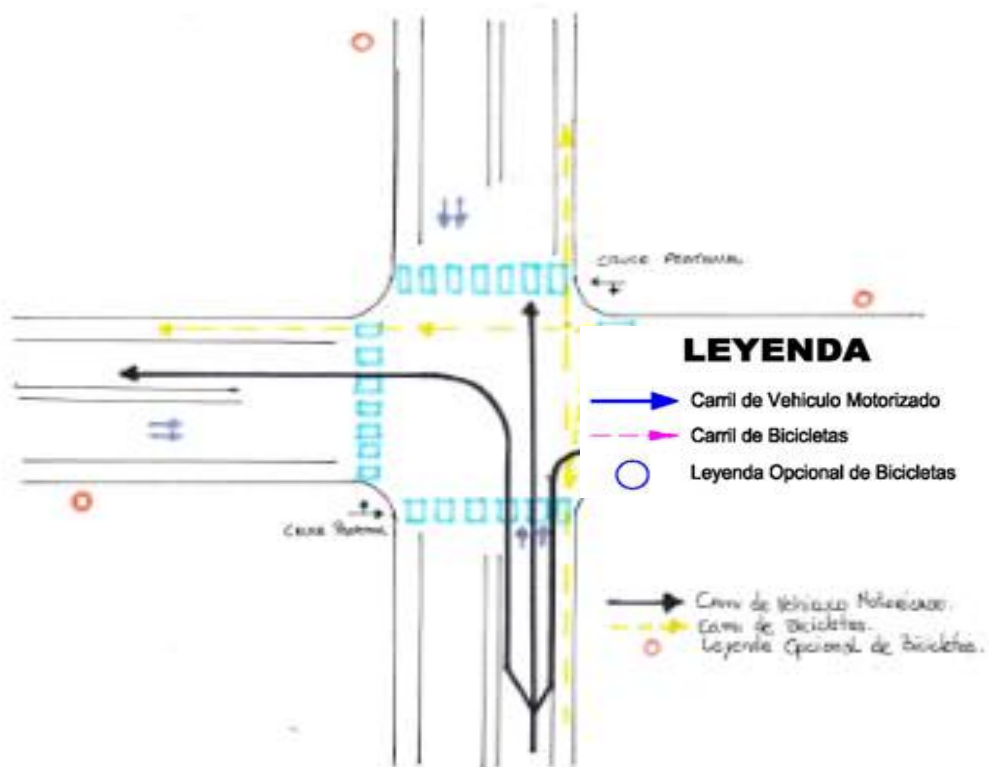 CRUCE PEATONAL
LEYENDA
Carril de Vehiculo Motorizado
Carril de Bicicletas
Leyenda Opcional de Bicicletas
CRUCE PEATONAL
Carril de Vehiculo Motorizado.
Carril de Bicicletas.
Leyenda Opcional de Bicicletas.